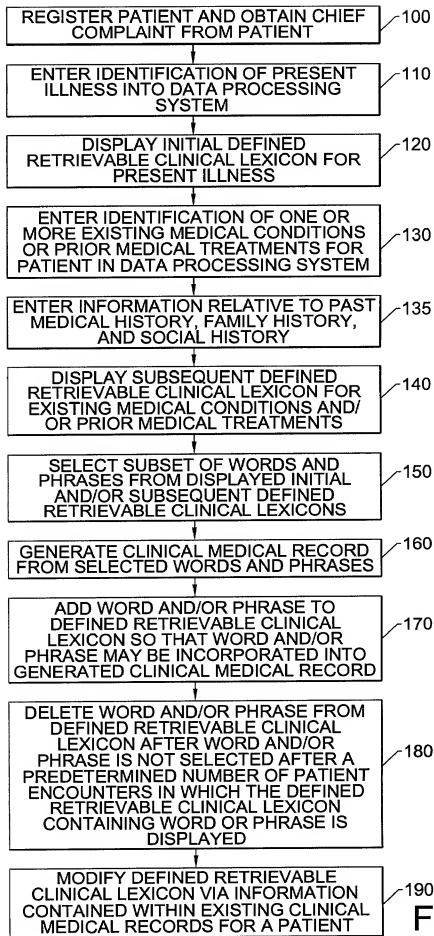 REGISTER PATIENT AND OBTAIN CHIEF
COMPLAINT FROM PATIENT
100
ENTER IDENTIFICATION OF PRESENT
ILLNESS INTO DATA PROCESSING
SYSTEM
110
DISPLAY INITIAL DEFINED
RETRIEVABLE CLINICAL LEXICON FOR
PRESENT ILLNESS
120
ENTER IDENTIFICATION OF ONE OR
MORE EXISTING MEDICAL CONDITIONS
OR PRIOR MEDICAL TREATMENTS FOR
PATIENT IN DATA PROCESSING SYSTEM
130
ENTER INFORMATION RELATIVE TO PAST
MEDICAL HISTORY, FAMILY HISTORY,
AND SOCIAL HISTORY
135
DISPLAY SUBSEQUENT DEFINED
RETRIEVABLE CLINICAL LEXICON FOR
EXISTING MEDICAL CONDITIONS AND/
OR PRIOR MEDICAL TREATMENTS
140
SELECT SUBSET OF WORDS AND
PHRASES FROM DISPLAYED INITIAL
AND/OR SUBSEQUENT DEFINED
RETRIEVABLE CLINICAL LEXICONS
150
GENERATE CLINICAL MEDICAL RECORD
FROM SELECTED WORDS AND PHRASES
160
ADD WORD AND/OR PHRASE TO
DEFINED RETRIEVABLE CLINICAL
LEXICON SO THAT WORD AND/OR
PHRASE MAY BE INCORPORATED INTO
GENERATED CLINICAL MEDICAL RECORD
170
DELETE WORD AND/OR PHRASE FROM
DEFINED RETRIEVABLE CLINICAL
LEXICON AFTER WORD AND/OR
PHRASE IS NOT SELECTED AFTER A
PREDETERMINED NUMBER OF PATIENT
ENCOUNTERS IN WHICH THE DEFINED
RETRIEVABLE CLINICAL LEXICON
CONTAINING WORD OR PHRASE IS
DISPLAYED
180
MODIFY DEFINED RETRIEVABLE
CLINICAL LEXICON VIA INFORMATION
CONTAINED WITHIN EXISTING CLINICAL
MEDICAL RECORDS FOR A PATIENT
190
F